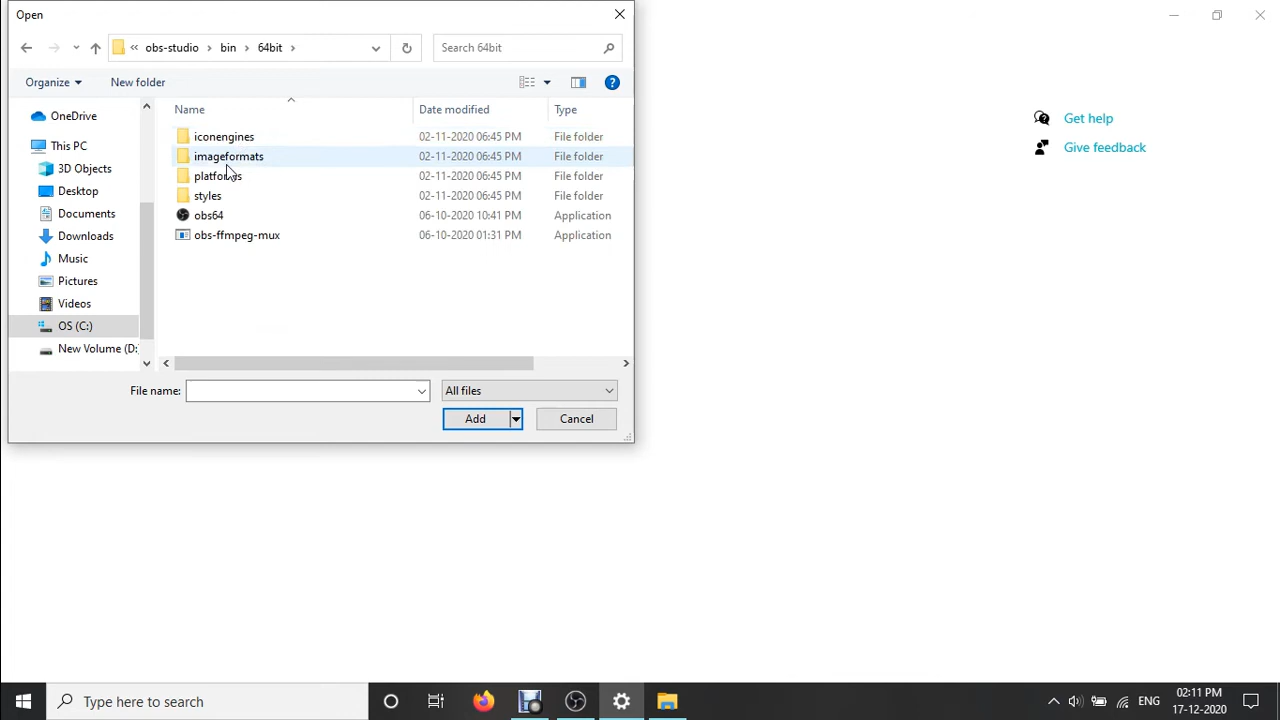 Open
obs-studio > bin > 64bit >
Search 64bit
Organize
New folder
Name Date modified Type
OneDrive
This PC
3D Objects
Desktop
Documents
Downloads
Music
Pictures
Videos
OS (C:)
New Volume (D:
iconengines 02-11-2020 06:45 PM File folder
imageformats 02-11-2020 06:45 PM File folder
platforms 02-11-2020 06:45 PM File folder
styles 02-11-2020 06:45 PM File folder
obs64 06-10-2020 10:41 PM Application
obs-ffmpeg-mux 06-10-2020 01:31 PM Application
File name:
All files
Add
Cancel
Get help
Give feedback
Type here to search
ENG
02:11 PM
17-12-2020